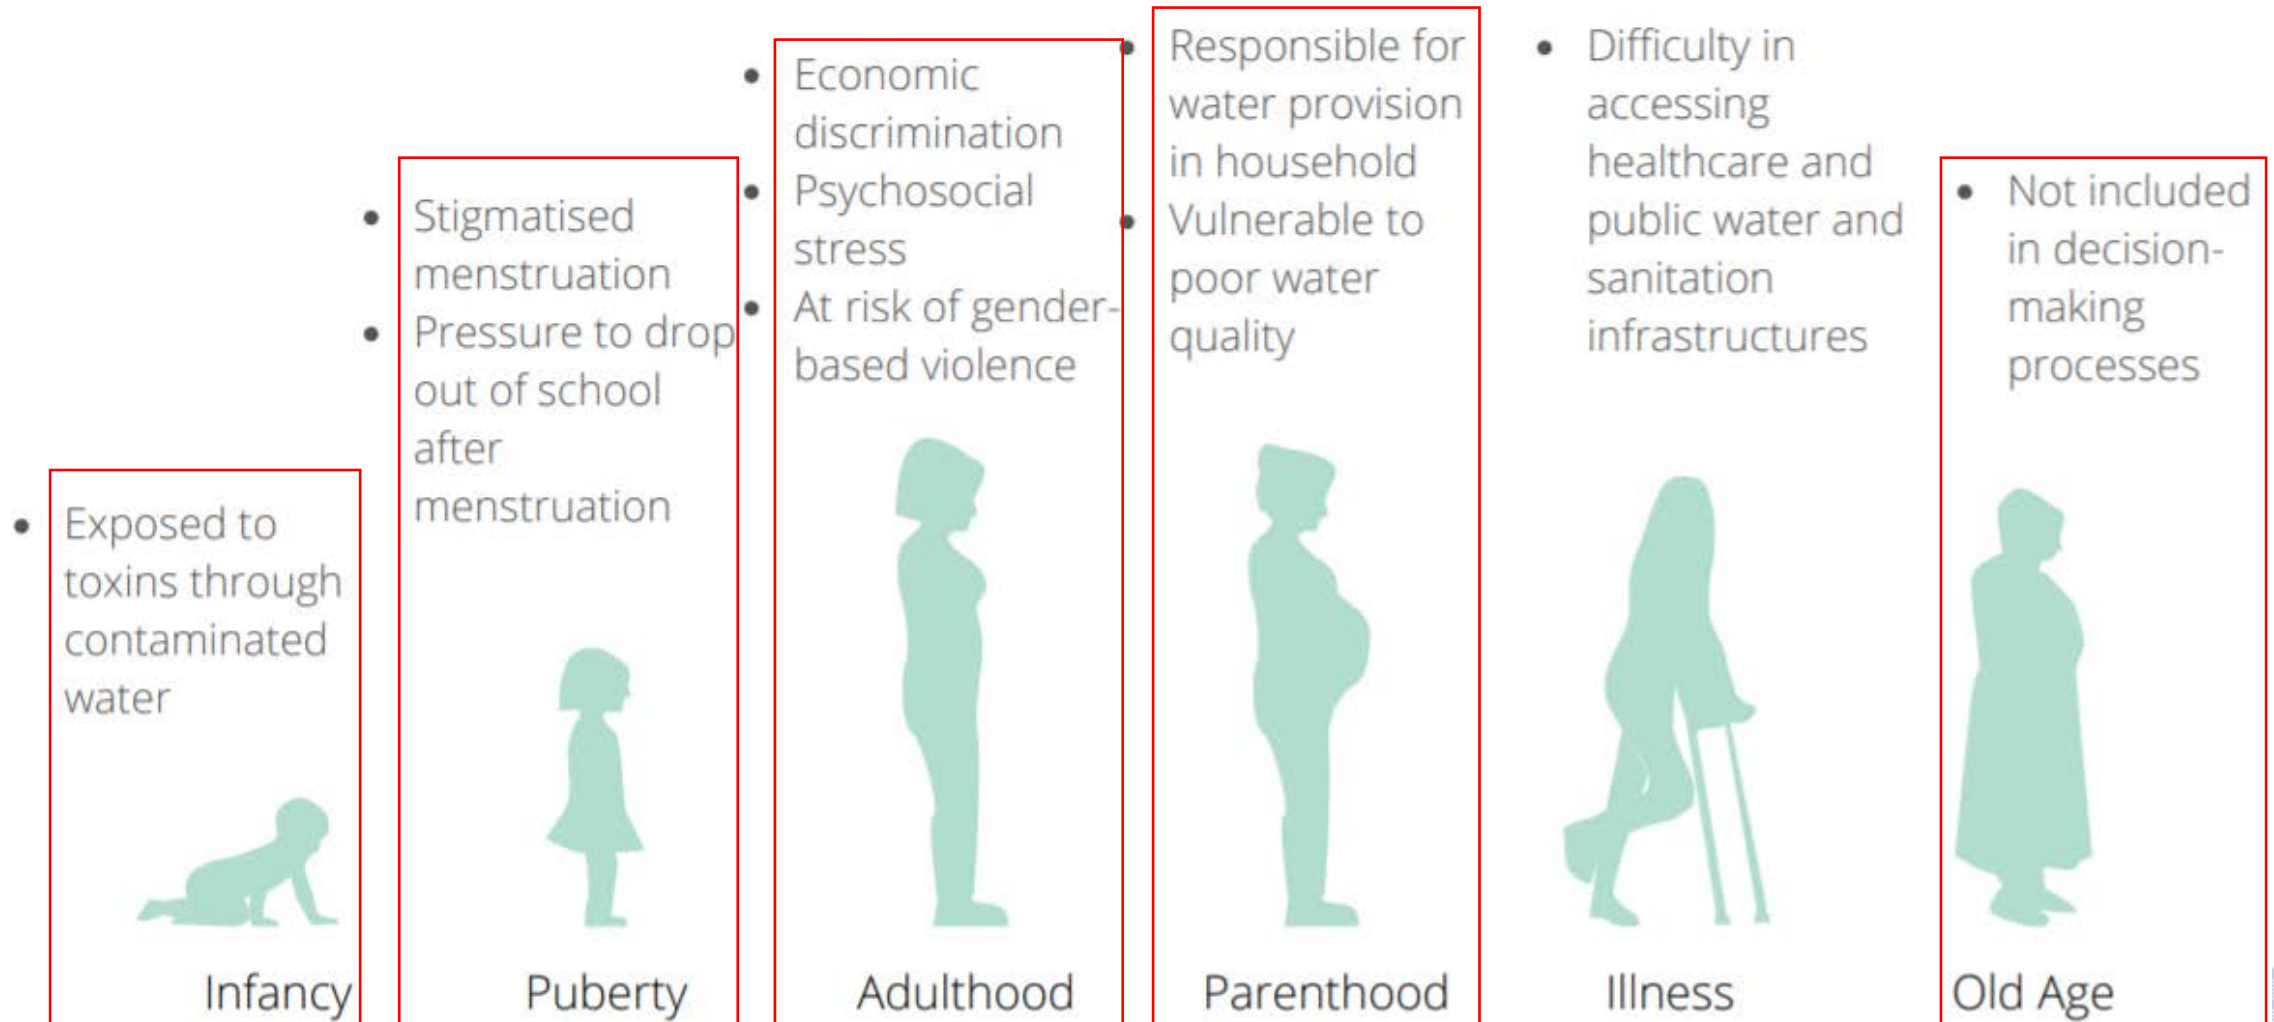 • Exposed to
toxins through
contaminated
water
Infancy
• Stigmatised
menstruation
• Pressure to drop
out of school
after
menstruation
Puberty
• Economic
discrimination
• Psychosocial
stress
• At risk of gender-
based violence
Adulthood
• Responsible for
water provision
in household
• Vulnerable to
poor water
quality
Parenthood
• Difficulty in
accessing
healthcare and
public water and
sanitation
infrastructures
Illness
• Not included
in decision-
making
processes
Old Age